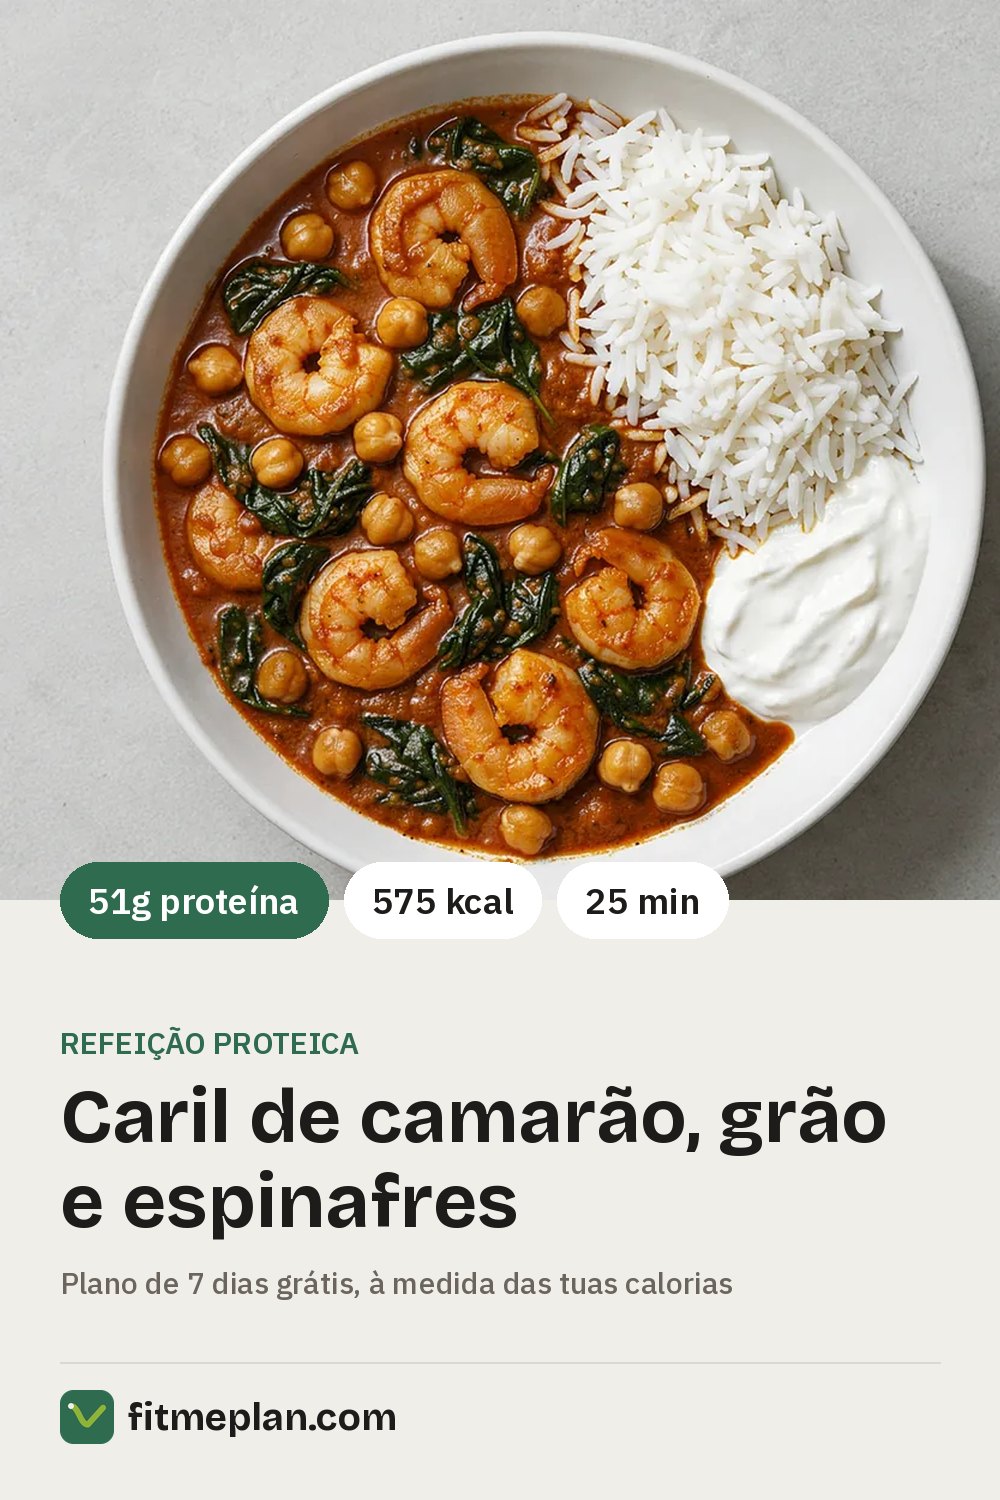 51g proteína
575 kcal
25 min
REFEIÇÃO PROTEICA
Caril de camarão, grão
e espinafres
Plano de 7 dias grátis, à medida das tuas calorias
fitmeplan.com